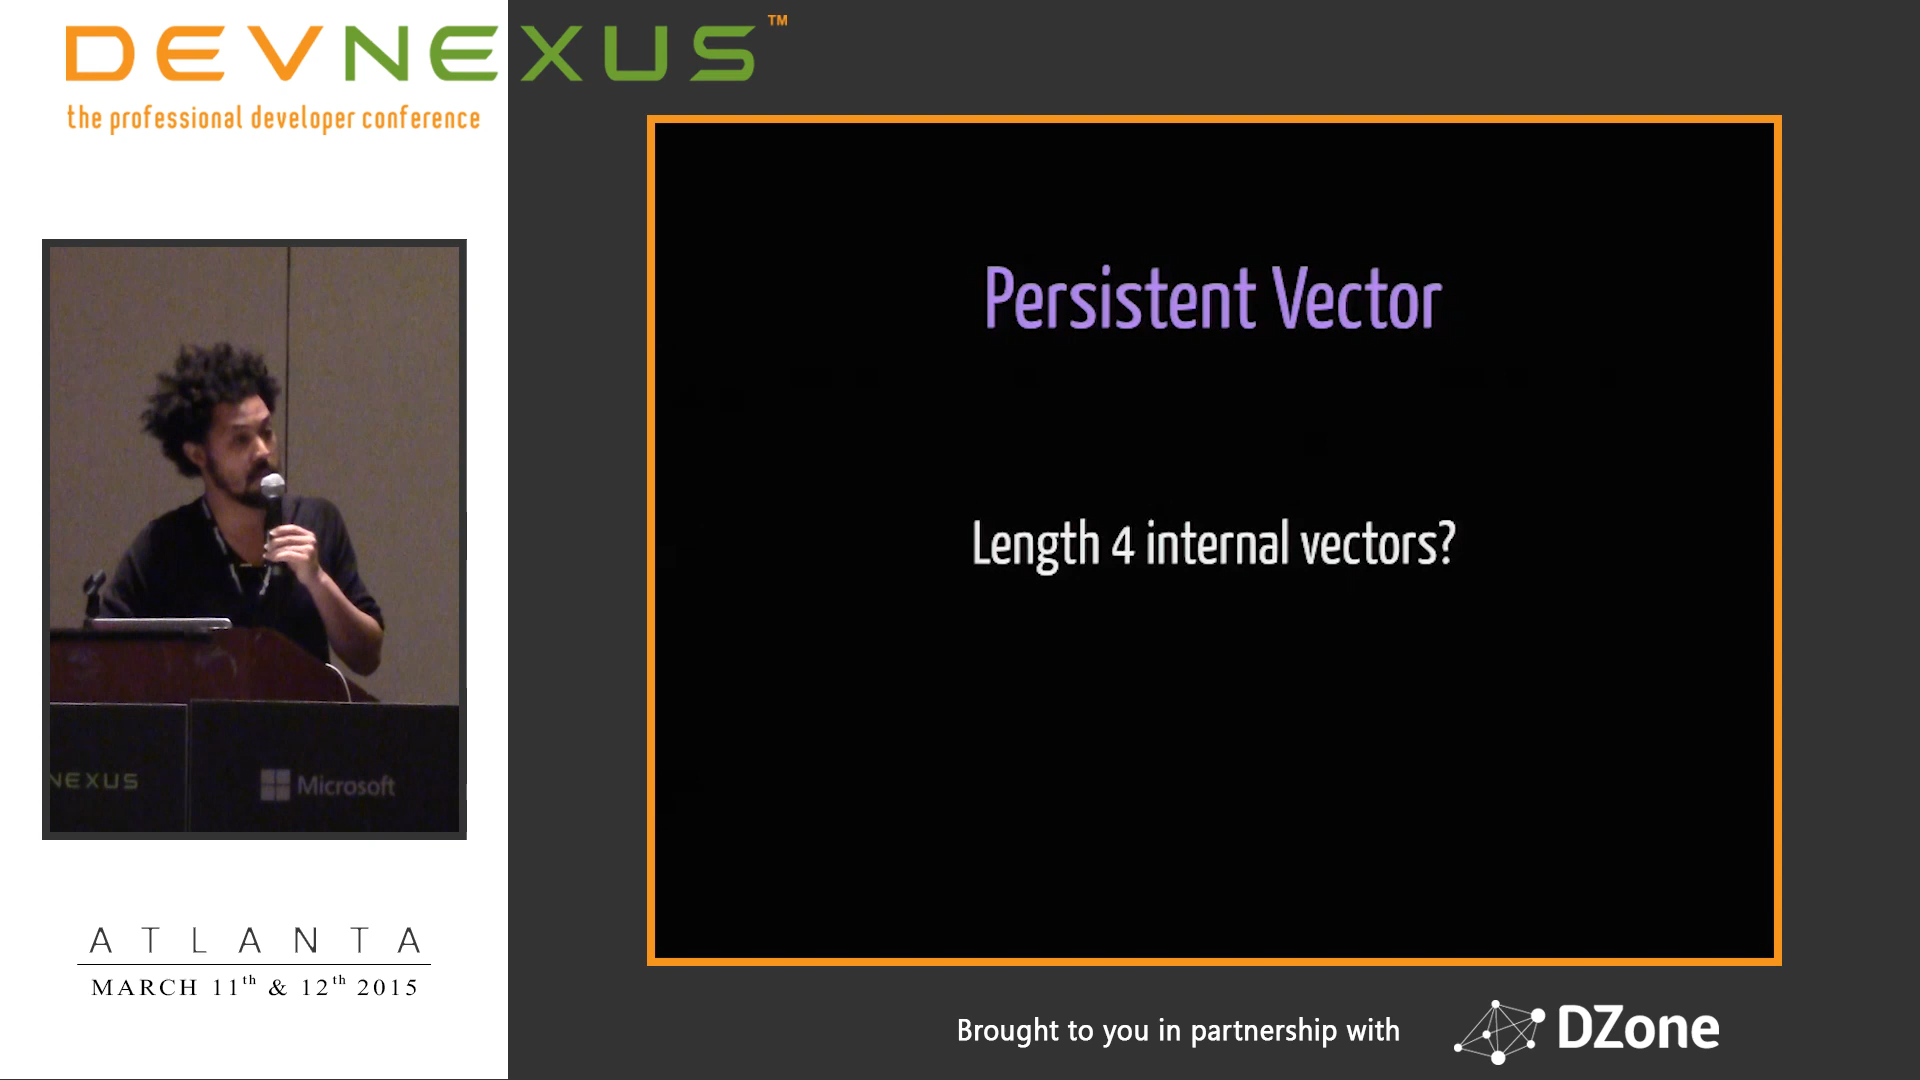 DEVNEXUS™
the professional developer conference
Persistent Vector
Length 4 internal vectors?
NEXUS
Microsoft
ATLANTA
MARCH 11th & 12th 2015
Brought to you in partnership with
DZone